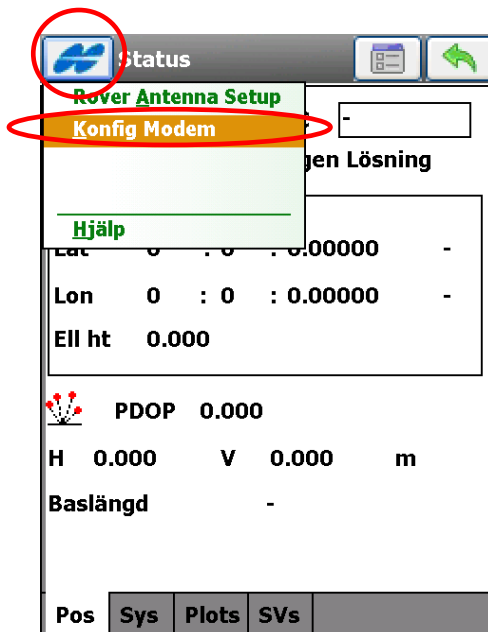 Status
Rover Antenna Setup
Konfig Modem
-
Lösning
Hjälp
Lat 0 : 0 : 0.00000 -
Lon 0 : 0 : 0.00000 -
Ell ht 0.000
PDOP 0.000
H 0.000 V 0.000 m
Baslängd -
Pos Sys Plots SVs